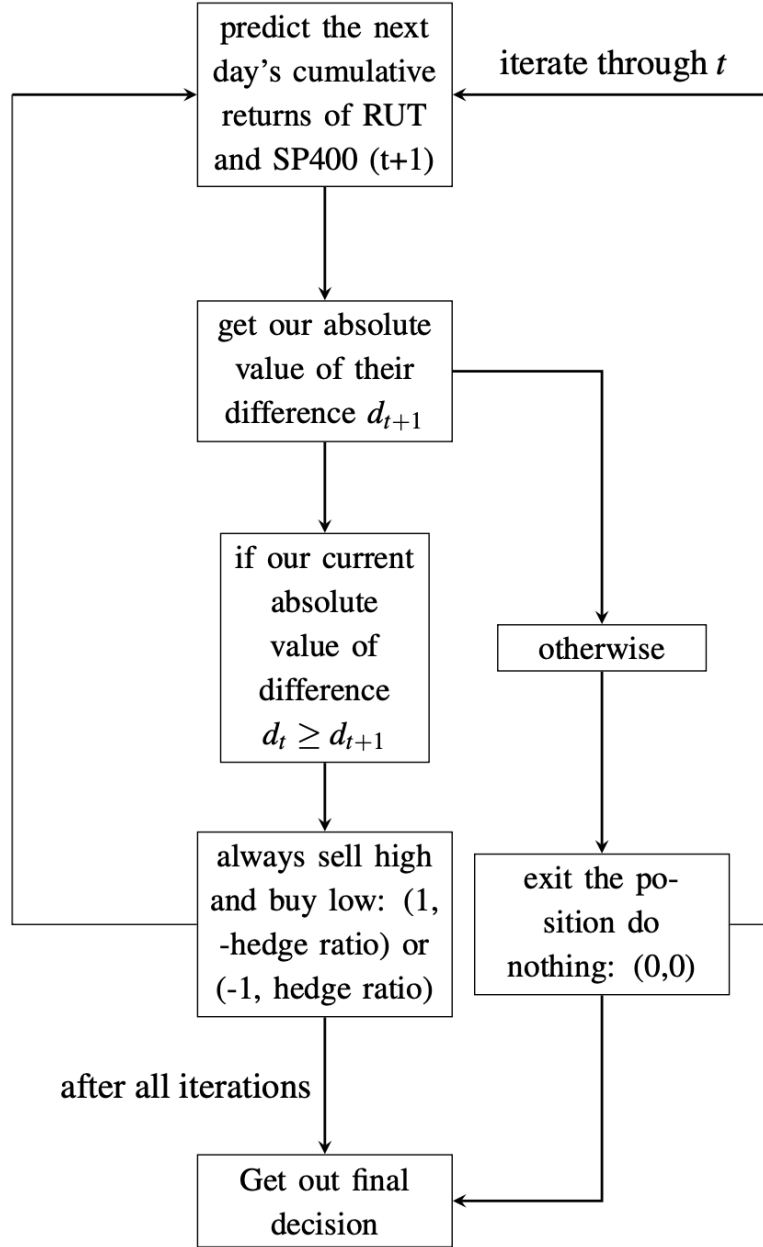 predict the next
day's cumulative
returns of RUT
and SP400 (t+1)
iterate through t
get our absolute
value of their
difference d_{t+1}
if our current
absolute
value of
difference
d_t ≥ d_{t+1}
otherwise
always sell high
and buy low: (1,
-hedge ratio) or
(-1, hedge ratio)
exit the po-
sition do
nothing: (0,0)
after all iterations
Get out final
decision